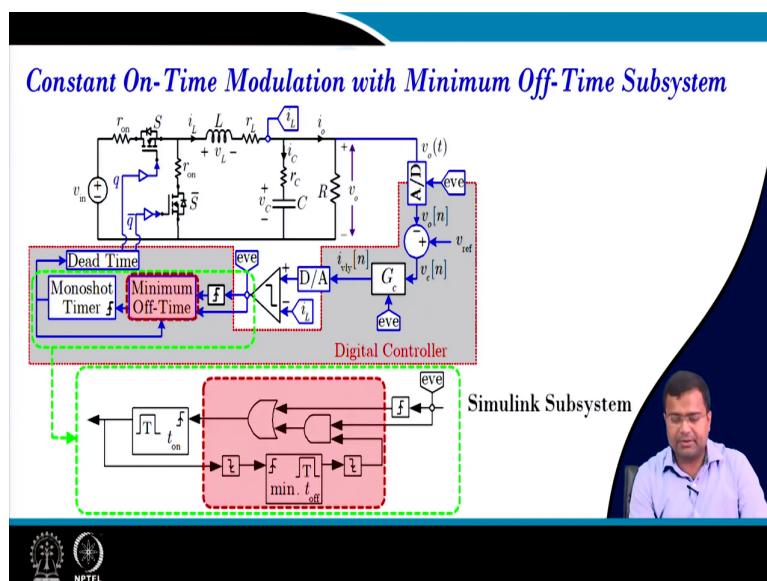 Constant On-Time Modulation with Minimum Off-Time Subsystem
r_on
S
i_L
L
r_L
i_L
i_o
+ v_L −
i_C
v_o(t)
q
r_on
r_C
A/D
eve
v_in
S̄
+ v_C −
C
R
v_o
q̄
v_o[n]
Dead Time
eve
i_vly[n]
v_ref
v_e[n]
Monoshot Timer
Minimum Off-Time
D/A
G_c
i_L
eve
Digital Controller
eve
Simulink Subsystem
T
t_on
T
min. t_off
NPTEL